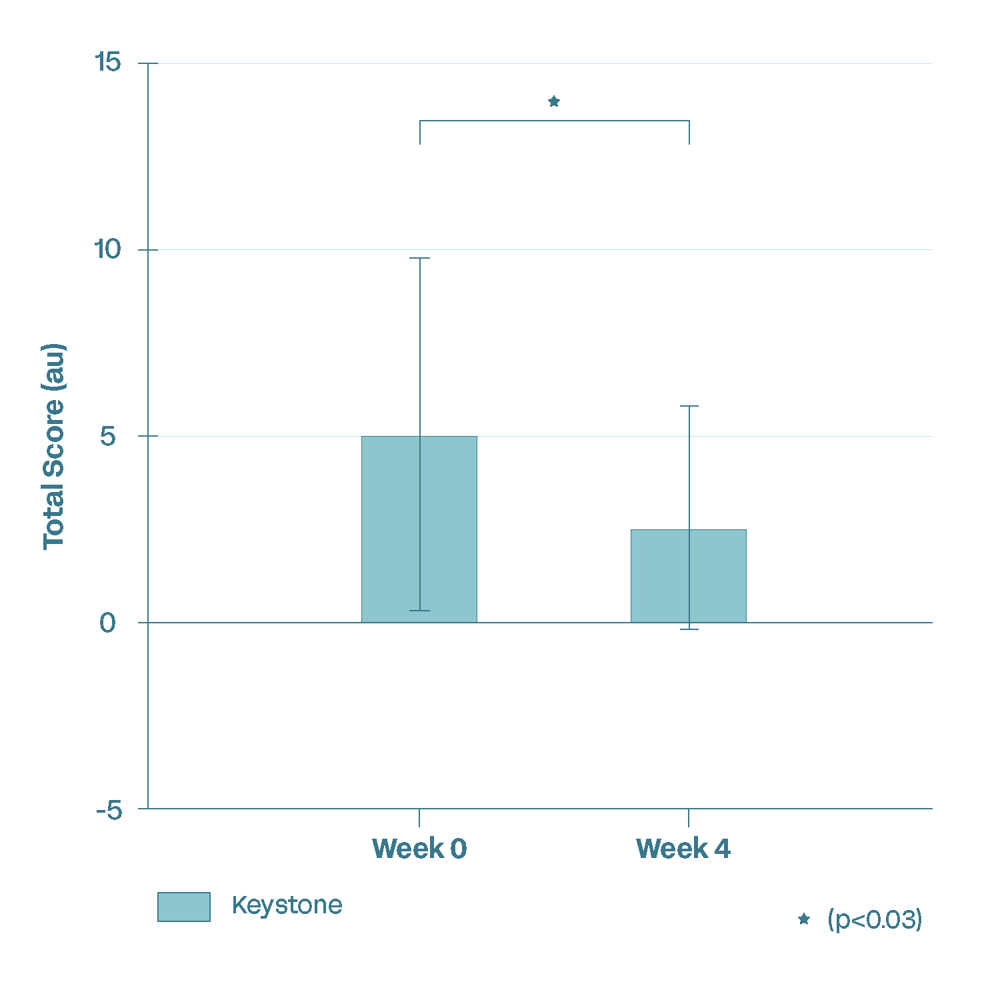 15
10
5
0
-5
Total Score (au)
Week 0
Week 4
Keystone
(p<0.03)